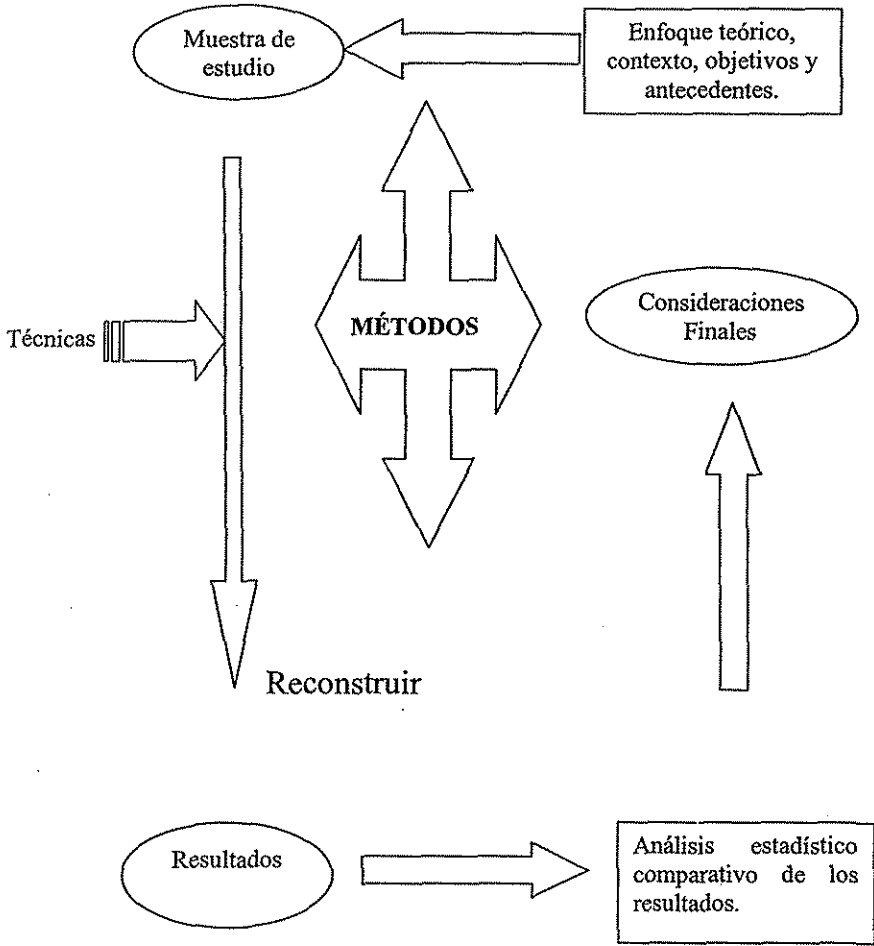 Muestra de
estudio
Enfoque teórico,
contexto, objetivos y
antecedentes.
Técnicas
MÉTODOS
Consideraciones
Finales
Reconstruir
Resultados
Análisis estadístico
comparativo de los
resultados.